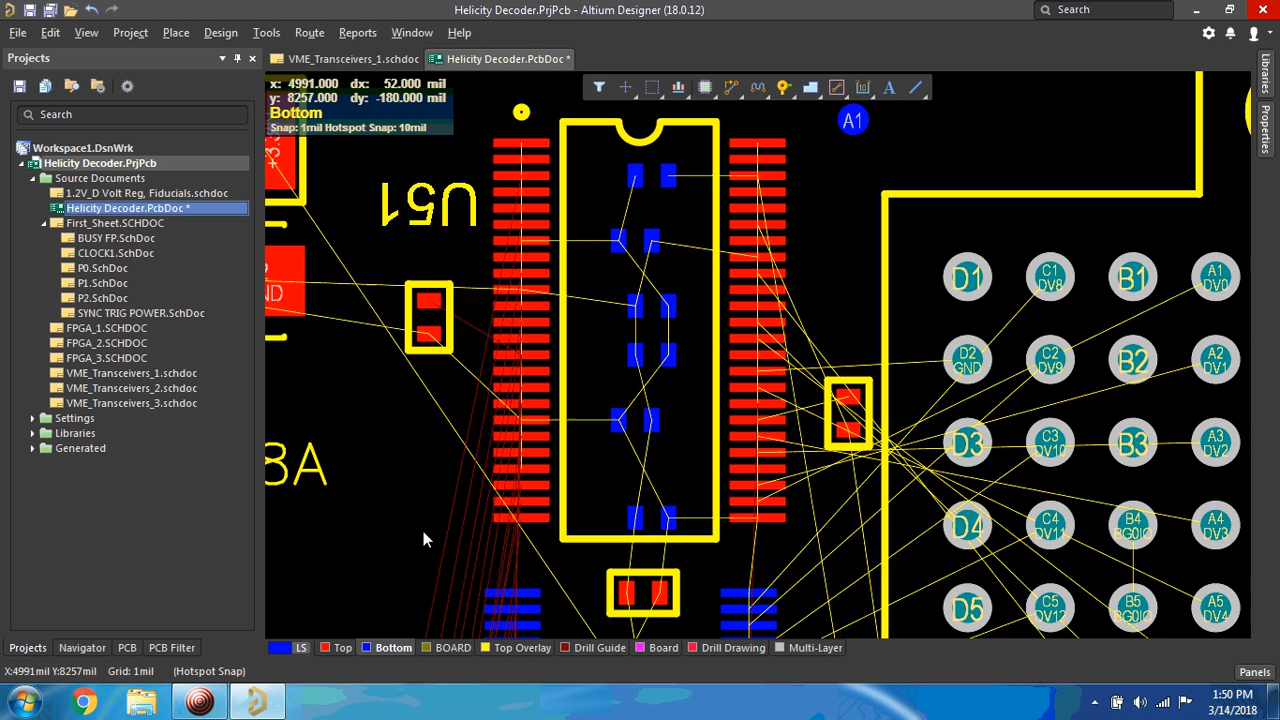 Helicity Decoder.PrjPcb - Altium Designer (18.0.12)
Search
File Edit View Project Place Design Tools Route Reports Window Help
Projects
VME_Transceivers_1.schdoc
Helicity Decoder.PcbDoc *
Search
Workspace1.DsnWrk
Helicity Decoder.PrjPcb
Source Documents
1.2V_D Volt Reg, Fiducials.schdoc
Helicity Decoder.PcbDoc *
First_Sheet.SCHDOC
BUSY FP.SchDoc
CLOCK1.SchDoc
P0.SchDoc
P1.SchDoc
P2.SchDoc
SYNC TRIG POWER.SchDoc
FPGA_1.SCHDOC
FPGA_2.SCHDOC
FPGA_3.SCHDOC
VME_Transceivers_1.schdoc
VME_Transceivers_2.schdoc
VME_Transceivers_3.schdoc
Settings
Libraries
Generated
x: 4991.000 dx: 52.000 mil
y: 8257.000 dy: -180.000 mil
Bottom
Snap: 1mil Hotspot Snap: 10mil
U51
8A
A1
D1
C1
DV8
B1
A1
DV0
D2
GND
C2
DV9
B2
A2
DV1
D3
C3
DV10
B3
A3
DV2
D4
C4
DV11
B4
BG0IO
A4
DV3
D5
C5
DV12
B5
BG0IO
A5
DV4
Libraries
Properties
Projects Navigator PCB PCB Filter
LS Top Bottom BOARD Top Overlay Drill Guide Board Drill Drawing Multi-Layer
X:4991mil Y:8257mil Grid: 1mil (Hotspot Snap)
Panels
1:50 PM
3/14/2018